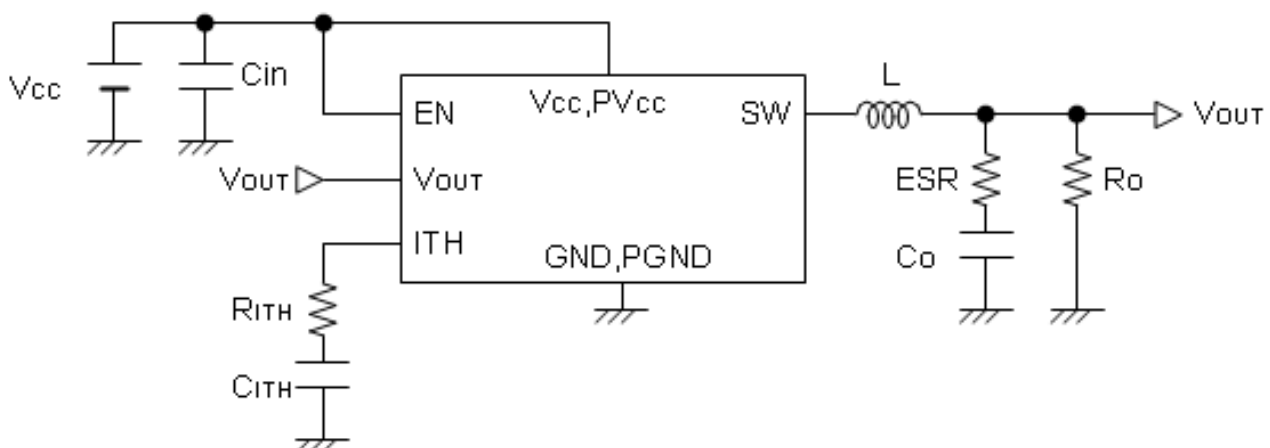 L
Vcc
Cin
Vcc,PVcc
SW
EN
VOUT
VOUT
VOUT
ESR
Ro
ITH
GND,PGND
Co
RITH
CITH